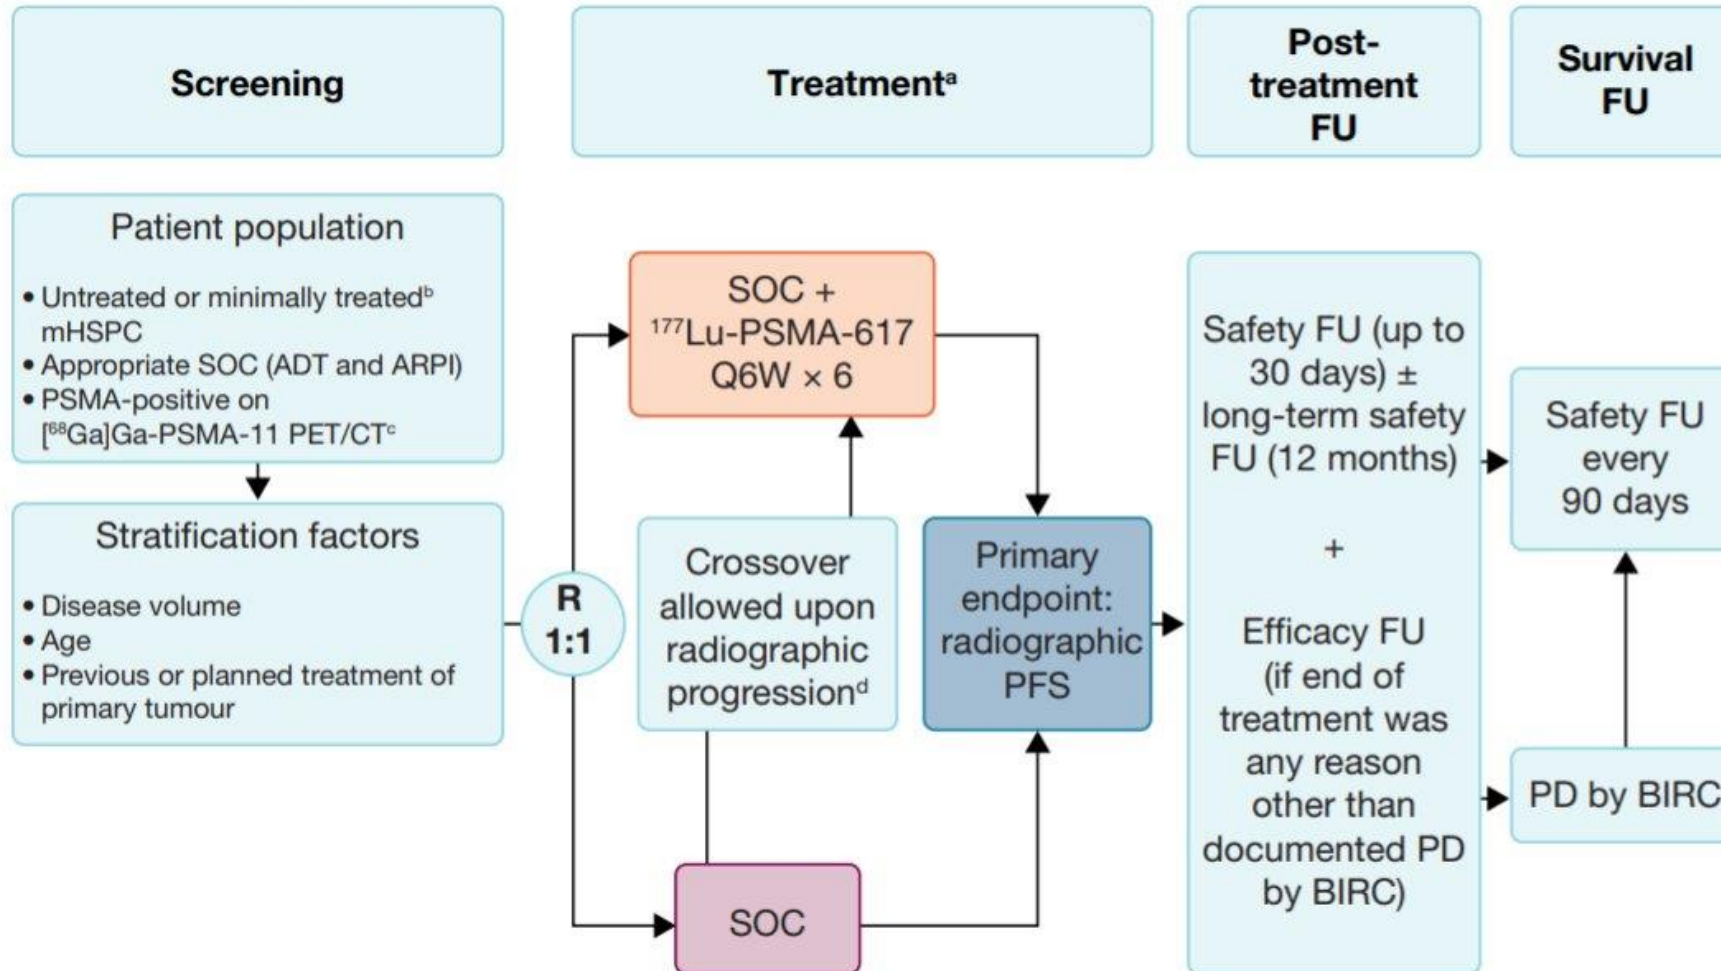 Screening
Treatmentᵃ
Post-
treatment
FU
Survival
FU
Patient population
• Untreated or minimally treatedᵇ
mHSPC
• Appropriate SOC (ADT and ARPI)
• PSMA-positive on
[⁶⁸Ga]Ga-PSMA-11 PET/CTᶜ
Stratification factors
• Disease volume
• Age
• Previous or planned treatment of
primary tumour
R
1:1
SOC +
¹⁷⁷Lu-PSMA-617
Q6W × 6
Crossover
allowed upon
radiographic
progressionᵈ
SOC
Primary
endpoint:
radiographic
PFS
Safety FU (up to
30 days) ±
long-term safety
FU (12 months)
+
Efficacy FU
(if end of
treatment was
any reason
other than
documented PD
by BIRC)
Safety FU
every
90 days
PD by BIRC